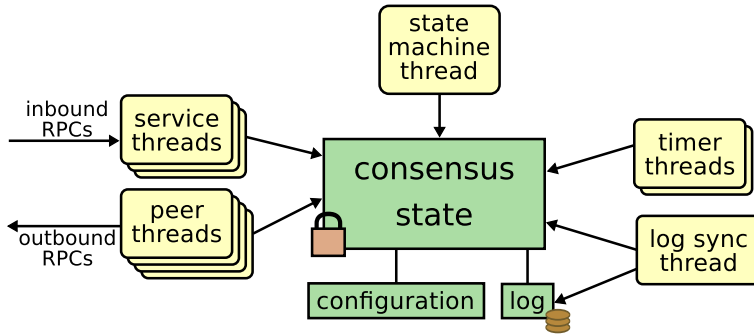 state
machine
thread
inbound
RPCs
service
threads
consensus
state
timer
threads
peer
threads
outbound
RPCs
log sync
thread
configuration
log